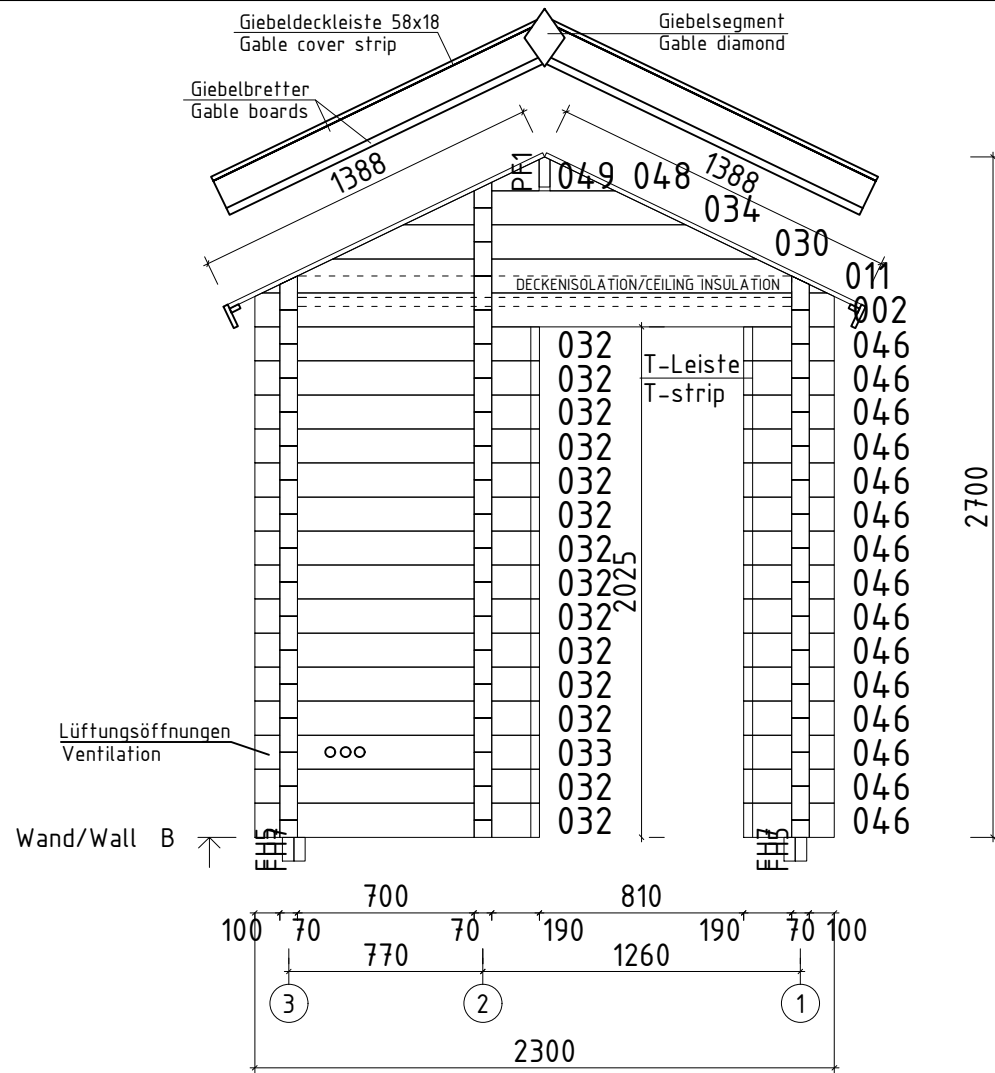 Giebeldeckleiste 58x18
Gable cover strip
Giebelsegment
Gable diamond
Giebelbretter
Gable boards
1388
1388
PF1
049 048
034
030
011
DECKENISOLATION/CEILING INSULATION
002
032 046
032 046
032 046
032 046
032 046
032 046
032 046
032 046
032 046
032 046
032 046
032 046
033 046
032 046
032 046
T-Leiste
T-strip
2025
2700
Lüftungsöffnungen
Ventilation
Wand/Wall B
700 810
100 70 70 190 190 70 100
770 1260
3 2 1
2300